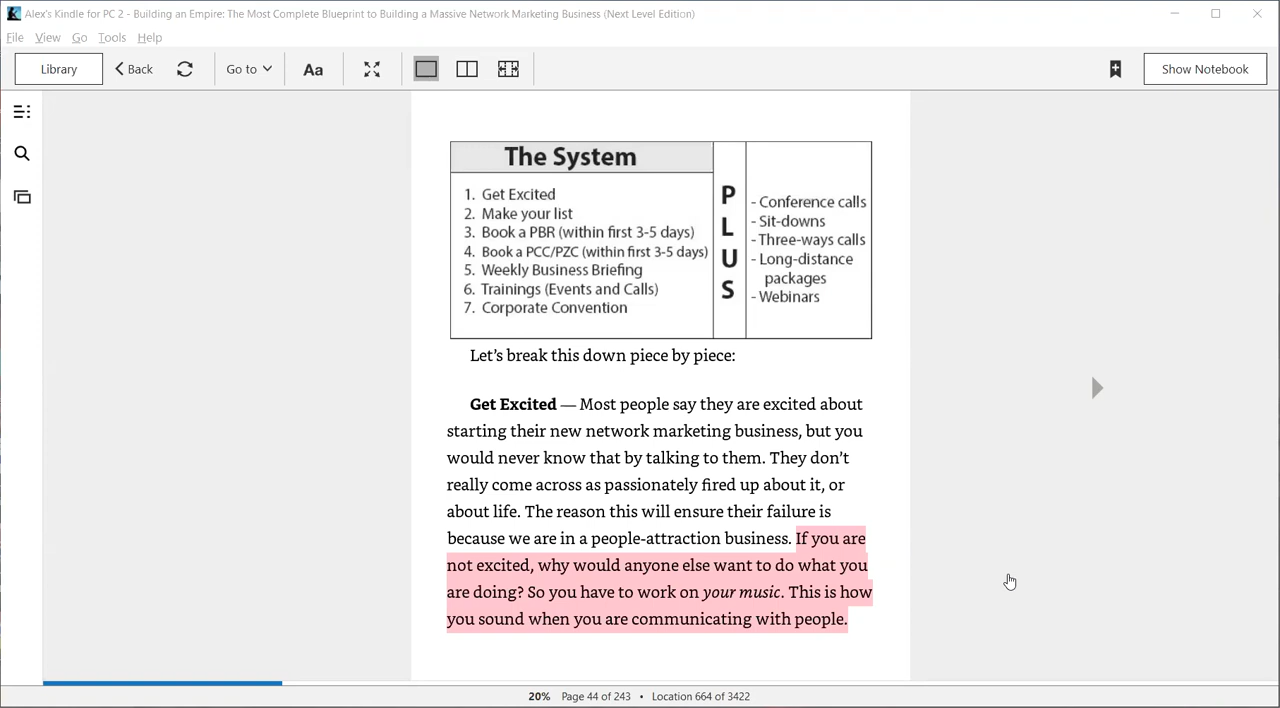 Alex's Kindle for PC 2 - Building an Empire: The Most Complete Blueprint to Building a Massive Network Marketing Business (Next Level Edition)
File View Go Tools Help
Library Back Go to Aa Show Notebook
The System
1. Get Excited
2. Make your list
3. Book a PBR (within first 3-5 days)
4. Book a PCC/PZC (within first 3-5 days)
5. Weekly Business Briefing
6. Trainings (Events and Calls)
7. Corporate Convention
P
L
U
S
- Conference calls
- Sit-downs
- Three-ways calls
- Long-distance
packages
- Webinars
Let's break this down piece by piece:
Get Excited — Most people say they are excited about
starting their new network marketing business, but you
would never know that by talking to them. They don't
really come across as passionately fired up about it, or
about life. The reason this will ensure their failure is
because we are in a people-attraction business. If you are
not excited, why would anyone else want to do what you
are doing? So you have to work on your music. This is how
you sound when you are communicating with people.
20% Page 44 of 243 • Location 664 of 3422